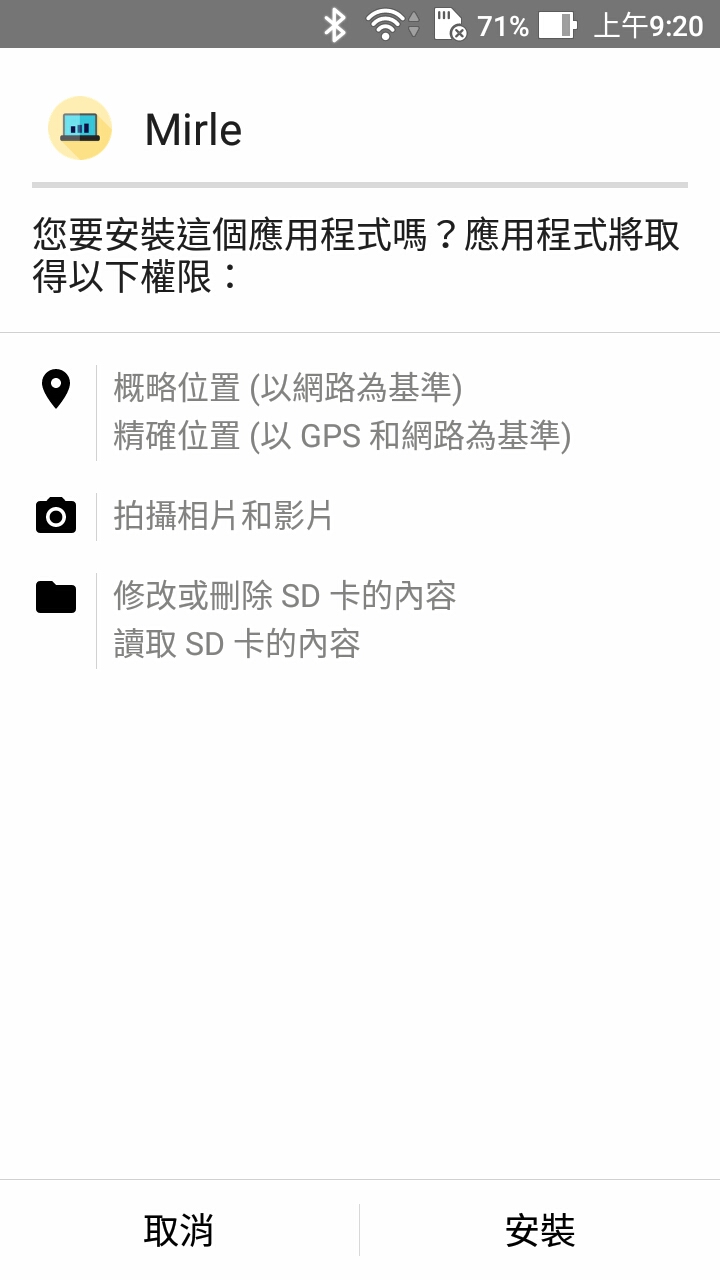 71% 上午9:20
Mirle
您要安裝這個應用程式嗎？應用程式將取
得以下權限：
概略位置 (以網路為基準)
精確位置 (以 GPS 和網路為基準)
拍攝相片和影片
修改或刪除 SD 卡的內容
讀取 SD 卡的內容
取消 安裝